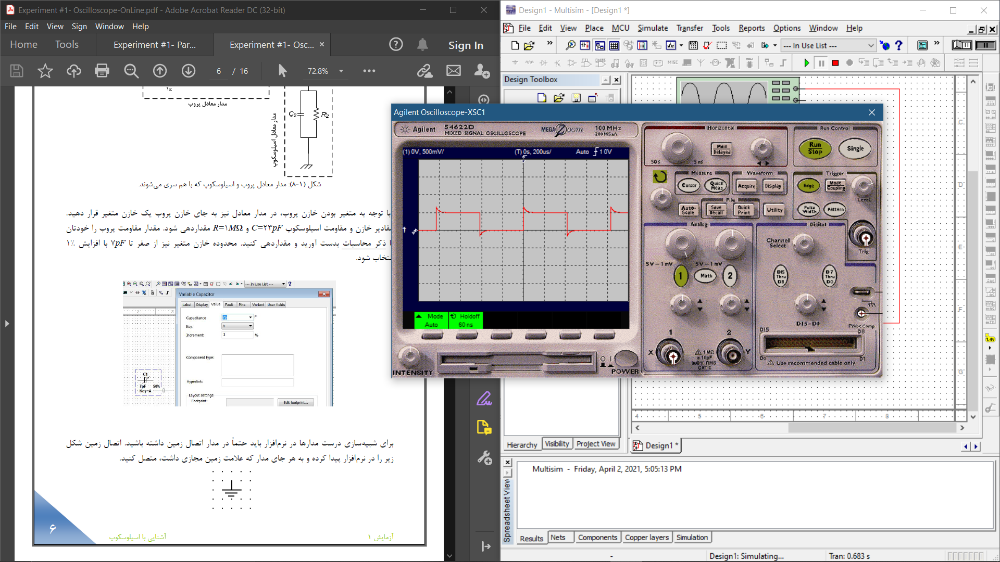 Experiment #1- Oscilloscope-OnLine.pdf - Adobe Acrobat Reader DC (32-bit)
File Edit View Sign Window Help
Home Tools Experiment #1- Par... Experiment #1- Osc... Sign In
6 / 16 72.8%
مدار معادل پروب
C2 R2
مدار معادل اسیلوسکوپ
شکل (۱-۸): مدار معادل پروب و اسیلوسکوپ که با هم سری می‌شوند.
با توجه به متغیر بودن خازن پروب، در مدار معادل نیز به جای خازن پروب یک خازن متغیر قرار دهید.
مقادیر خازن و مقاومت اسیلوسکوپ C=۲۳pF و R=۱MΩ مقداردهی شود. مقدار مقاومت پروب را خودتان
ذکر محاسبات بدست آورید و مقداردهی کنید. محدوده خازن متغیر نیز از صفر تا ۷pF با افزایش ۱٪
انتخاب شود.
--- In Use List ---
Variable Capacitor
Label Display Value Fault Pins Variant User fields
Capacitance 7p F
Key: A
Increment: 1 %
Component type:
Hyperlink:
Layout settings
Footprint: Edit footprint...
C1
7pF 50%
Key=A
برای شبیه‌سازی درست مدارها در نرم‌افزار باید حتماً در مدار اتصال زمین داشته باشید. اتصال زمین شکل
زیر را در نرم‌افزار پیدا کرده و به هر جای مدار که علامت زمین مجازی داشت، متصل کنید.
آزمایش ۱
آشنایی با اسیلوسکوپ
۶
Design1 - Multisim - [Design1 *]
File Edit View Place MCU Simulate Transfer Tools Reports Options Window Help
--- In Use List ---
MISC
Design Toolbox
Agilent Oscilloscope-XSC1
Agilent 54622D
MIXED SIGNAL OSCILLOSCOPE
MEGA Zoom
100 MHz
200 MSa/s
(1) 0V, 500mV/ (T) 0s, 200us/ Auto 1 0V
Mode Auto
Holdoff 60 ns
INTENSITY
POWER
Horizontal
Main Delayed
50 s 5 ns
Run Control
Run Stop Single
Measure
Cursor Quick Meas
Waveform
Acquire Display
File
Auto-Scale Save Recall Quick Print Utility
Trigger
Edge Mode Coupling
Level
Pulse Width Pattern
Trig
Analog
5V – 1 mV 5V – 1 mV
1 Math 2
1 2
X Y
1MΩ
≅ 14pF
300V RMS
CAT I
Digital
Channel Select
D15 Thru D8
D7 Thru D0
D15-D0
Probe Comp
D15 D8
D0 D7
Use recommended cable only
C
D
E
F
G
4 5 6 7 8
1.4v
Hierarchy Visibility Project View
Design1 *
Multisim - Friday, April 2, 2021, 5:05:13 PM
Spreadsheet View
Results Nets Components Copper layers Simulation
- Design1: Simulating... Tran: 0.683 s